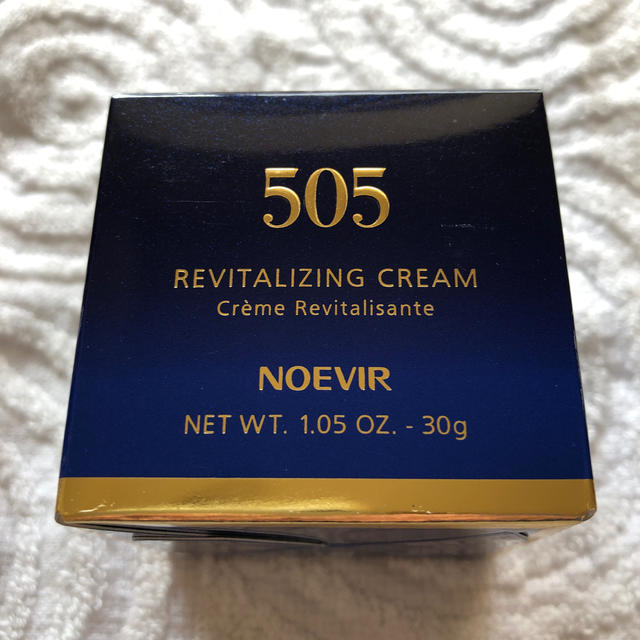 505
REVITALIZING CREAM
Crème Revitalisante
NOEVIR
NET WT. 1.05 OZ. - 30g